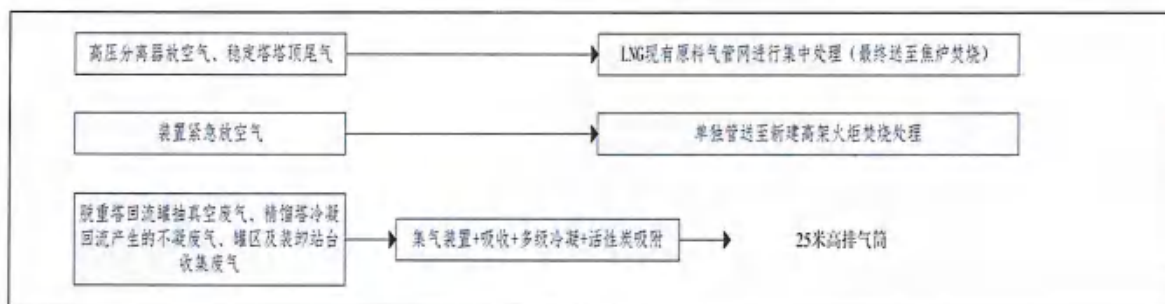 高压分离器放空气、稳定塔塔顶尾气
LNG现有原料气管网进行集中处理（最终送至焦炉焚烧）
装置紧急放空气
单独管送至新建高架火炬焚烧处理
脱重塔回流罐抽真空废气、精馏塔冷凝
回流产生的不凝废气、罐区及装卸站台
收集废气
集气装置+吸收+多级冷凝+活性炭吸附
25米高排气筒